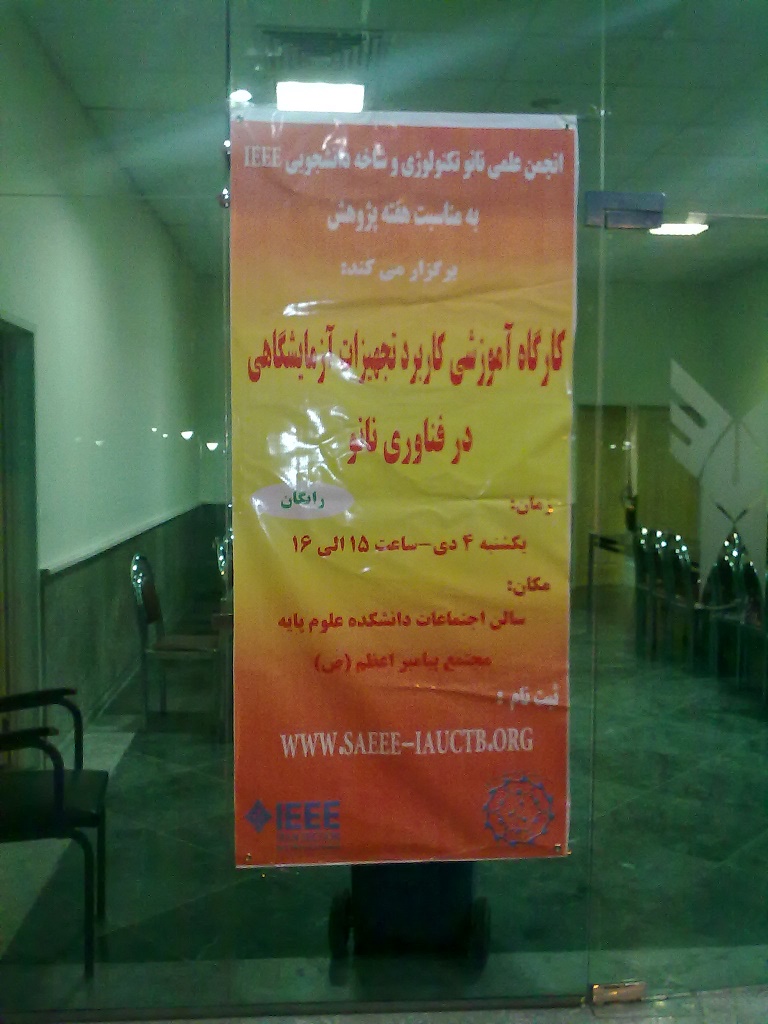 انجمن علمی نانو تکنولوژی و شاخه دانشجویی IEEE
به مناسبت هفته پژوهش
برگزار می کند:
کارگاه آموزشی کاربرد تجهیزات آزمایشگاهی
در فناوری نانو
رایگان
زمان:
یکشنبه ۴ دی-ساعت ۱۵ الی ۱۶
مکان:
سالن اجتماعات دانشکده علوم پایه
مجتمع پیامبر اعظم (ص)
ثبت نام :
WWW.SAEEE-IAUCTB.ORG
IEEE